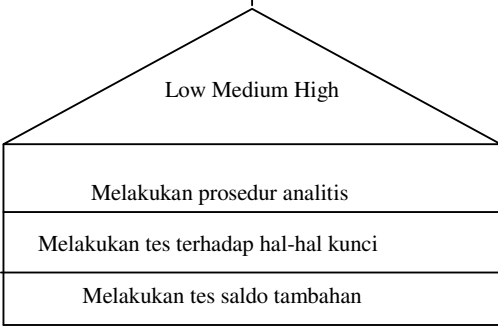 Low Medium High
Melakukan prosedur analitis
Melakukan tes terhadap hal-hal kunci
Melakukan tes saldo tambahan